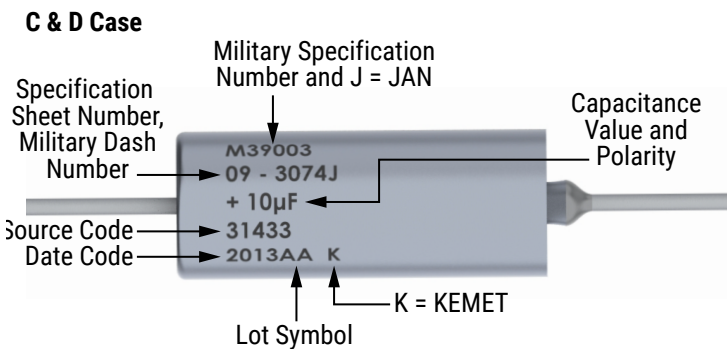 C & D Case
Military Specification
Number and J = JAN
Specification
Sheet Number,
Military Dash
Number
Capacitance
Value and
Polarity
M39003
09 - 3074J
+ 10µF
31433
2013AA K
Source Code
Date Code
K = KEMET
Lot Symbol